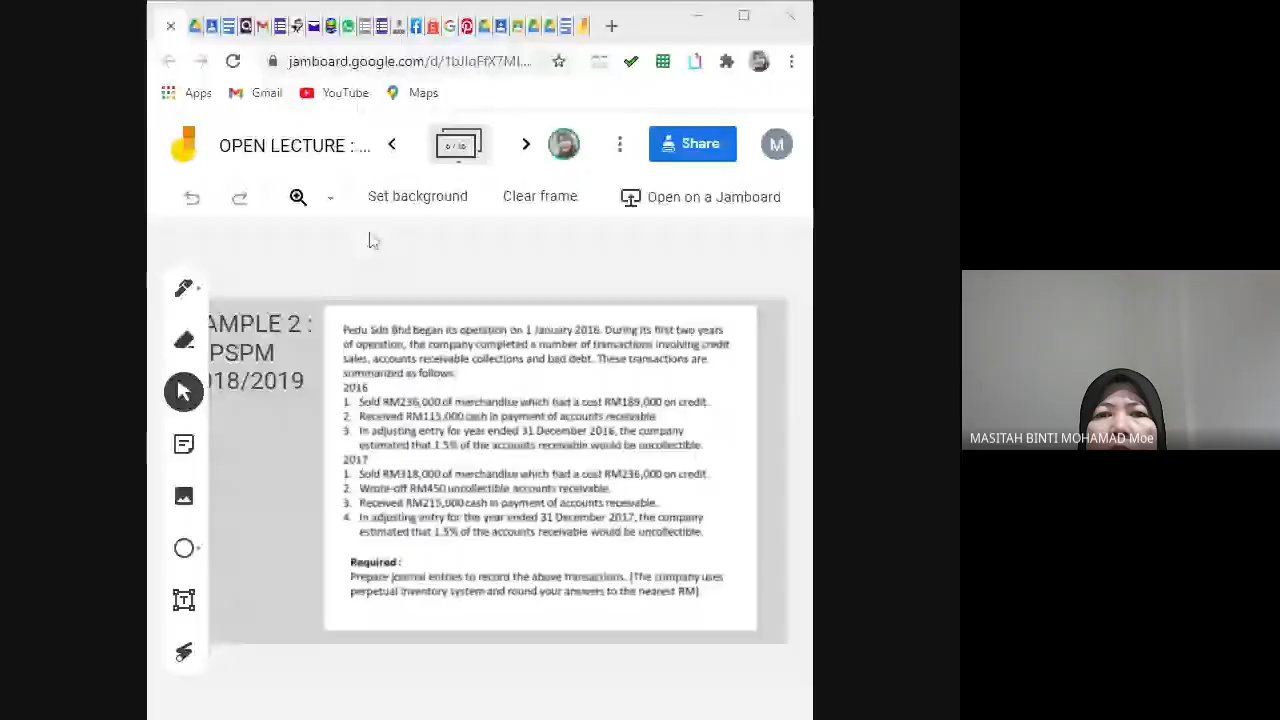 jamboard.google.com/d/1bJIqFfX7MI...
Apps
Gmail
YouTube
Maps
OPEN LECTURE : ...
Share
M
Set background
Clear frame
Open on a Jamboard
AMPLE 2 :
PSPM
018/2019
Pedu Sdn Bhd began its operation on 1 January 2016. During its first two years
of operation, the company completed a number of transactions involving credit
sales, accounts receivable collections and bad debt. These transactions are
summarized as follows:
2016
1. Sold RM236,000 of merchandise which had a cost RM189,000 on credit.
2. Received RM115,000 cash in payment of accounts receivable
3. In adjusting entry for year ended 31 December 2016, the company
estimated that 1.5% of the accounts receivable would be uncollectible.
2017
1. Sold RM318,000 of merchandise which had a cost RM236,000 on credit.
2. Wrote-off RM450 uncollectible accounts receivable.
3. Received RM215,000 cash in payment of accounts receivable.
4. In adjusting entry for the year ended 31 December 2017, the company
estimated that 1.5% of the accounts receivable would be uncollectible.
Required :
Prepare journal entries to record the above transactions. (The company uses
perpetual inventory system and round your answers to the nearest RM)
MASITAH BINTI MOHAMAD Moe